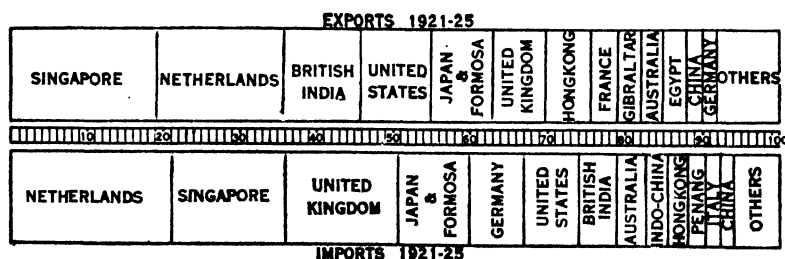 EXPORTS 1921-25
SINGAPORE
NETHERLANDS
BRITISH
INDIA
UNITED
STATES
JAPAN
&
FORMOSA
UNITED
KINGDOM
HONGKONG
FRANCE
GIBRALTAR
AUSTRALIA
EGYPT
CHINA
GERMANY
OTHERS
10 20 30 40 50 60 70 80 90 100
NETHERLANDS
SINGAPORE
UNITED
KINGDOM
JAPAN
&
FORMOSA
GERMANY
UNITED
STATES
BRITISH
INDIA
AUSTRALIA
INDO-CHINA
HONGKONG
PENANG
ITALY
CHINA
OTHERS
IMPORTS 1921-25